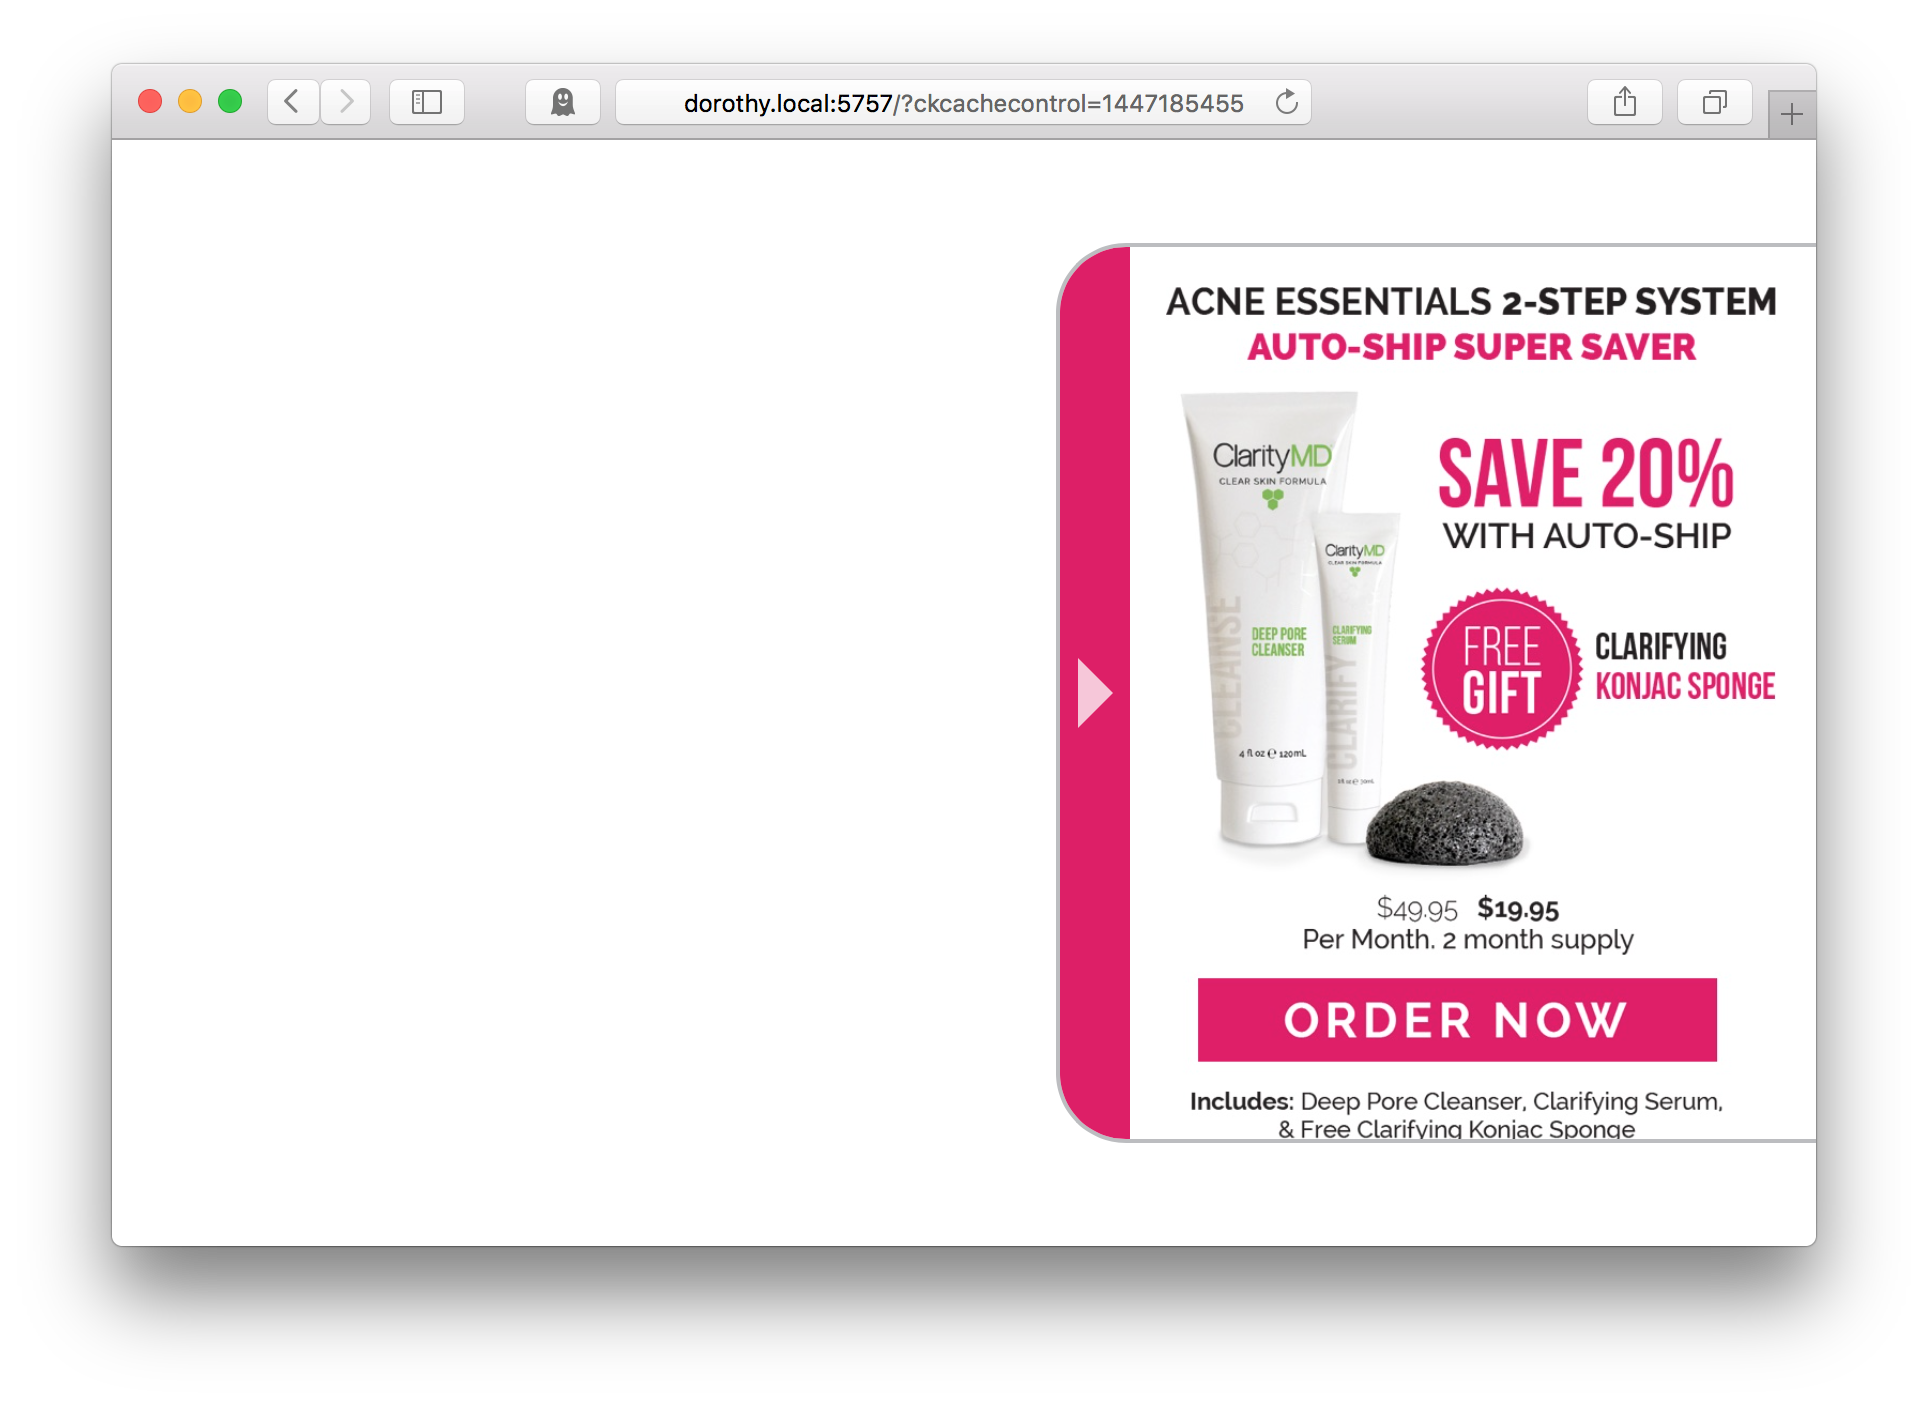 dorothy.local:5757/?ckcachecontrol=1447185455
ACNE ESSENTIALS 2-STEP SYSTEM
AUTO-SHIP SUPER SAVER
ClarityMD
CLEAR SKIN FORMULA
CLEANSE
DEEP PORE
CLEANSER
4 fl oz ℮ 120mL
ClarityMD
CLEAR SKIN FORMULA
CLARIFYING
SERUM
CLARIFY
SAVE 20%
WITH AUTO-SHIP
FREE
GIFT
CLARIFYING
KONJAC SPONGE
$49.95 $19.95
Per Month. 2 month supply
ORDER NOW
Includes: Deep Pore Cleanser, Clarifying Serum,
& Free Clarifying Konjac Sponge